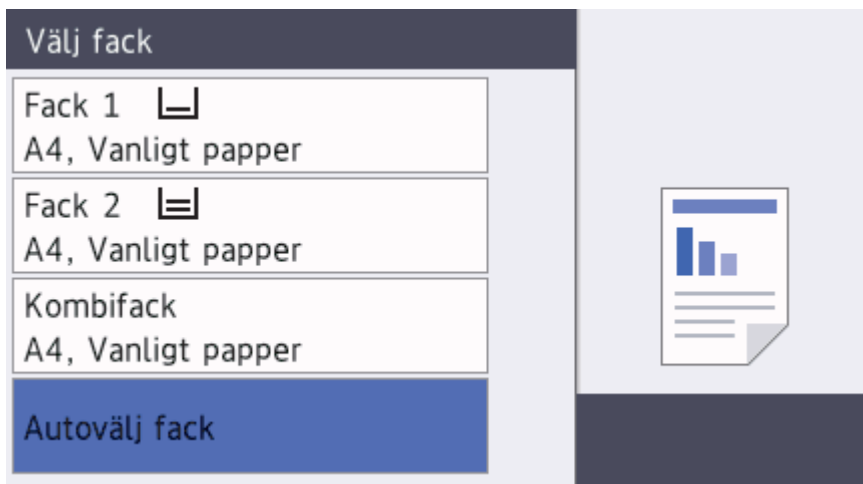 Välj fack
Fack 1
A4, Vanligt papper
Fack 2
A4, Vanligt papper
Kombifack
A4, Vanligt papper
Autovälj fack